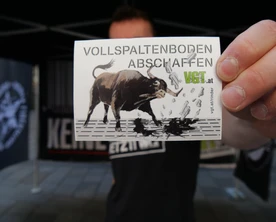 VOLLSPALTENBODEN
ABSCHAFFEN
VGT.at
KEINE